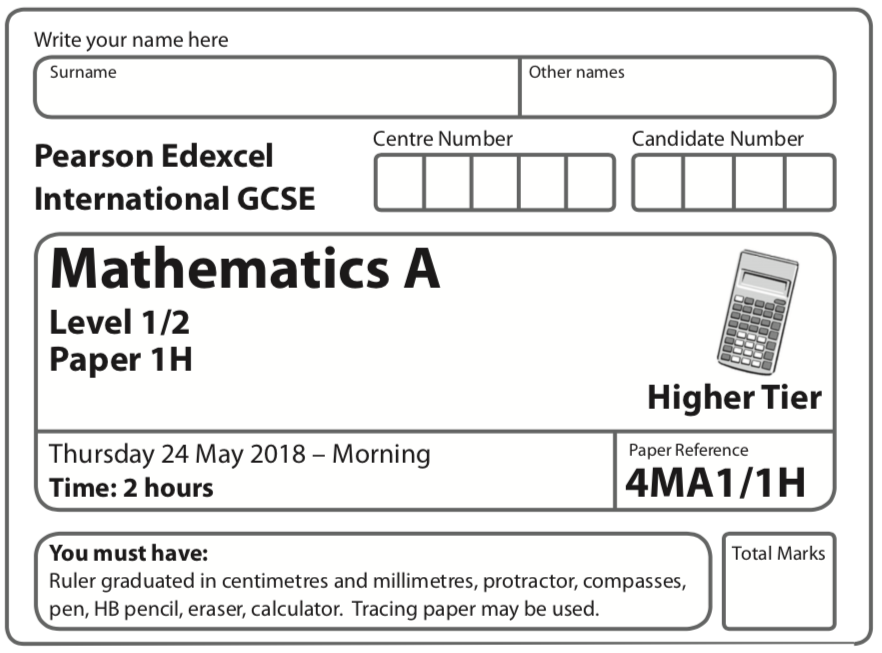 Write your name here
Surname
Other names
Pearson Edexcel
International GCSE
Centre Number
Candidate Number
Mathematics A
Level 1/2
Paper 1H
Higher Tier
Thursday 24 May 2018 – Morning
Time: 2 hours
Paper Reference
4MA1/1H
You must have:
Ruler graduated in centimetres and millimetres, protractor, compasses,
pen, HB pencil, eraser, calculator. Tracing paper may be used.
Total Marks